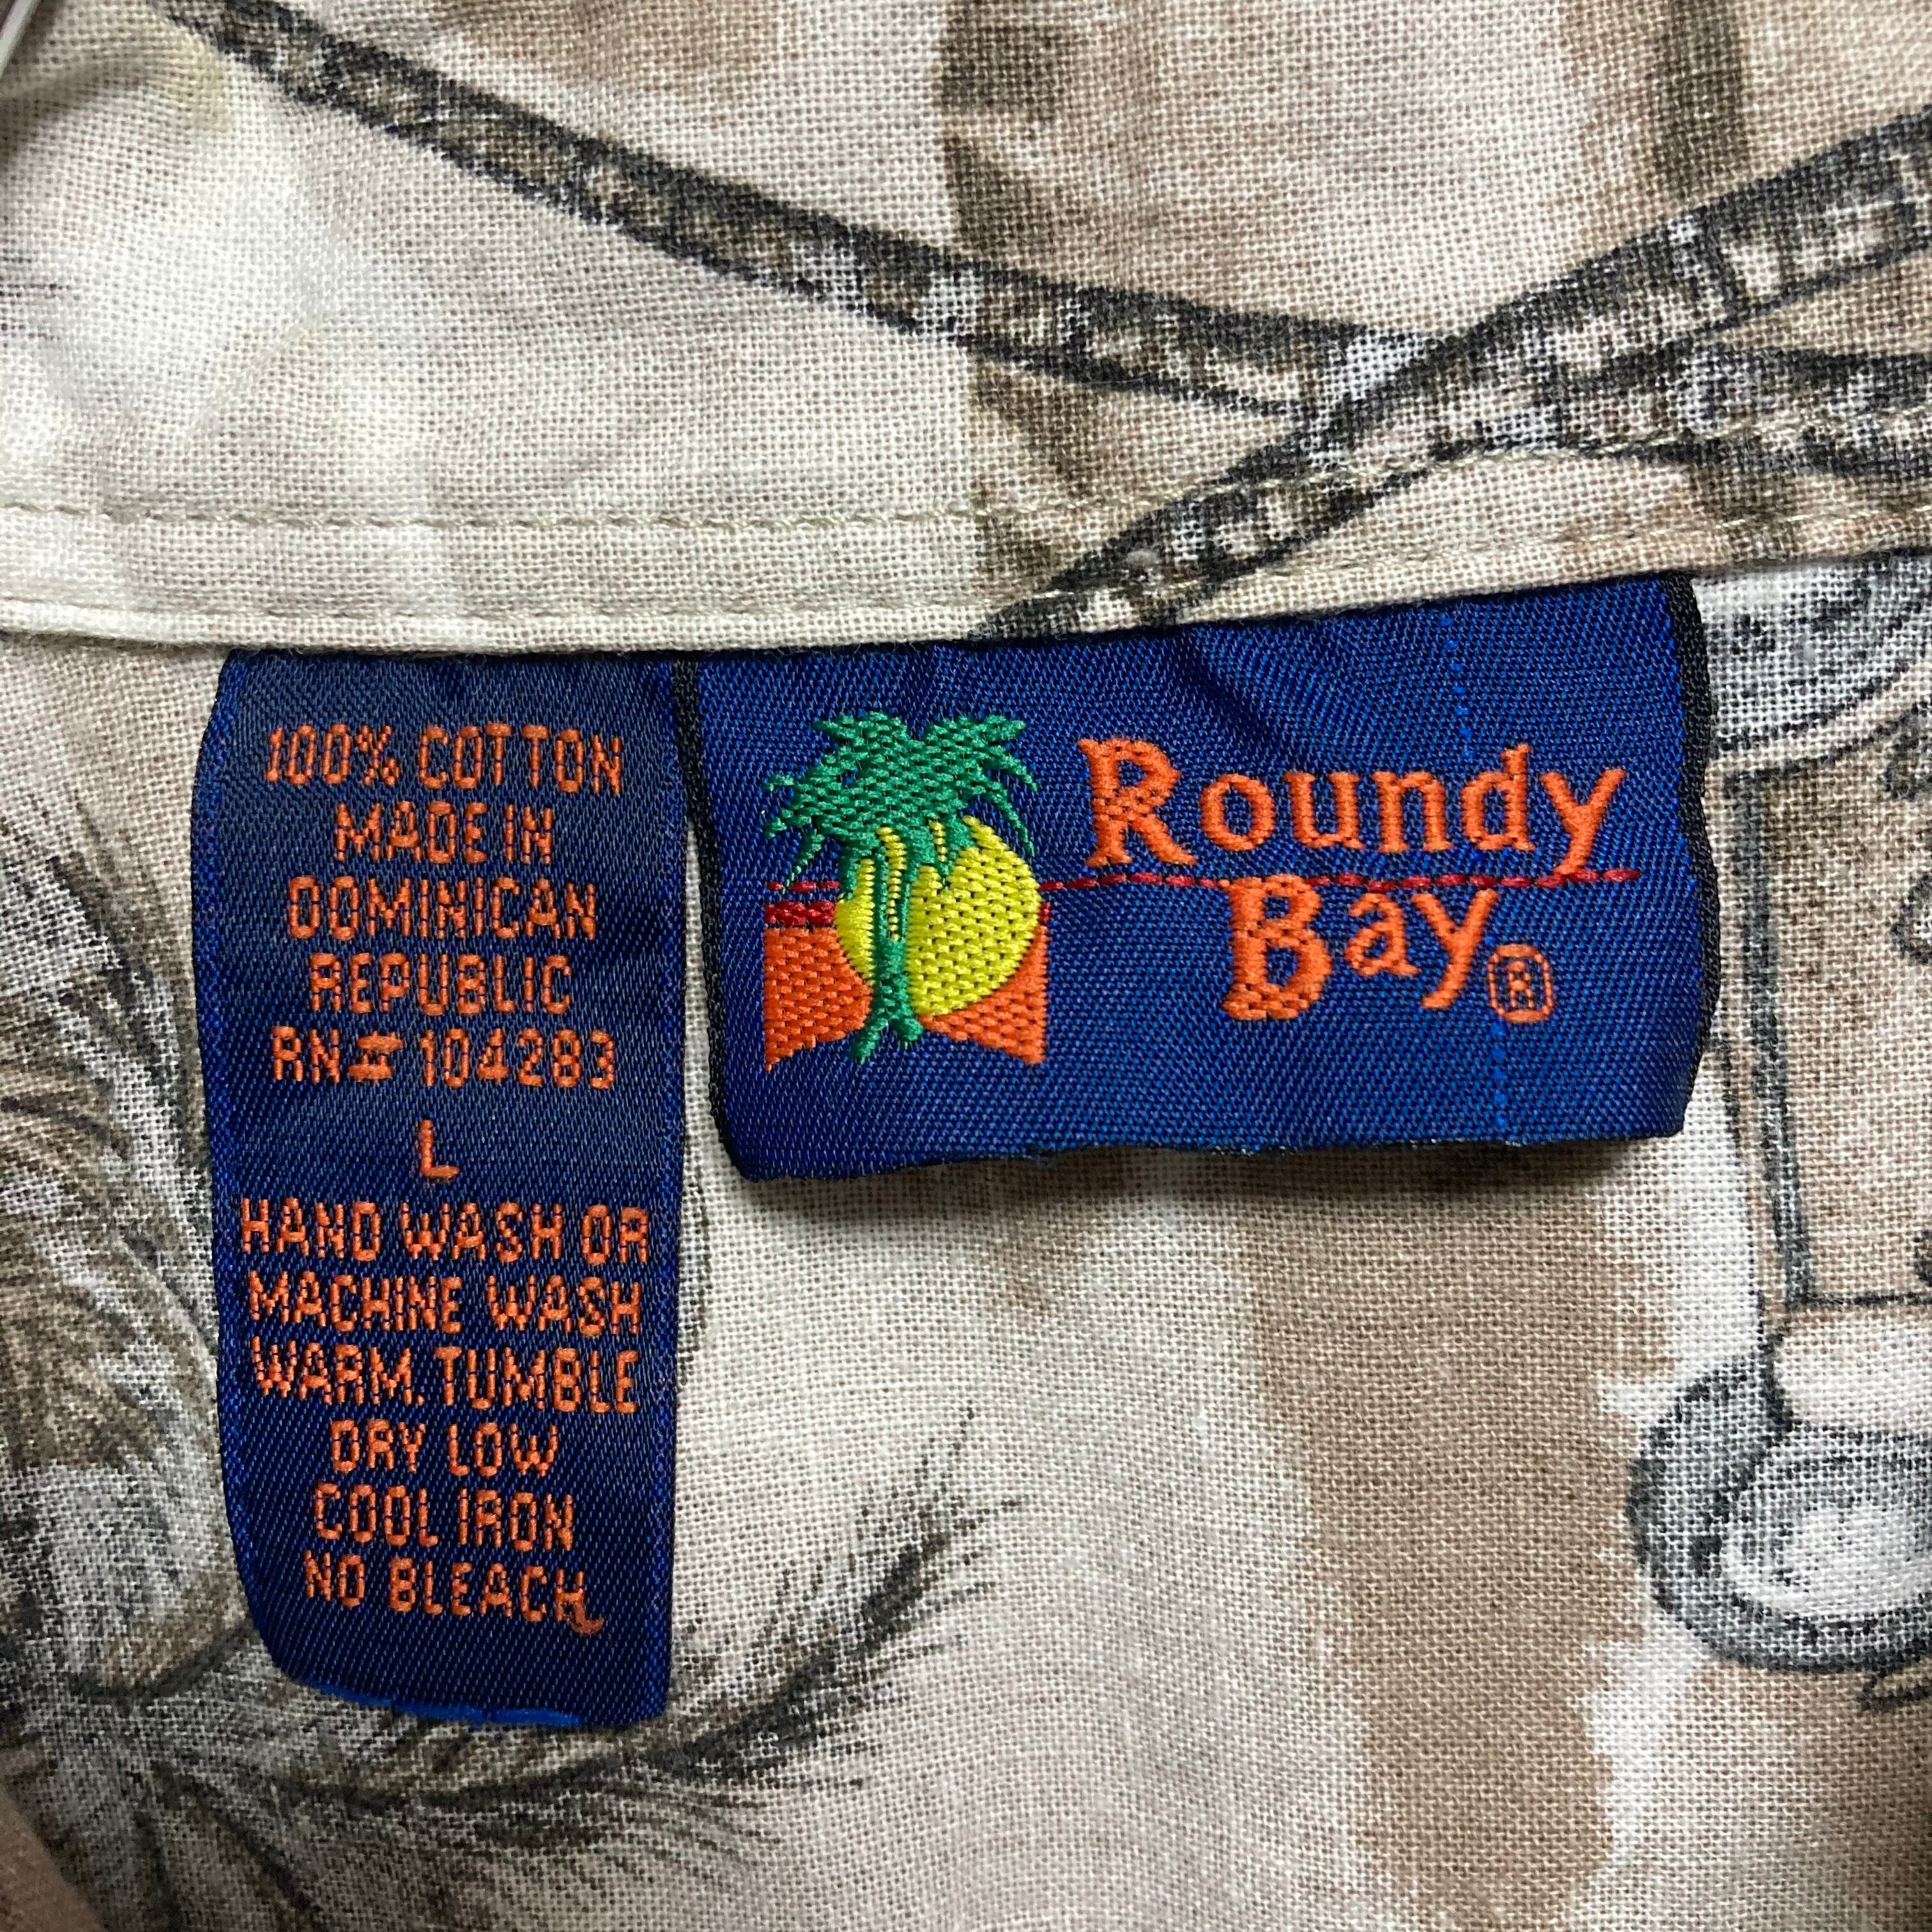 100% COTTON
MADE IN
DOMINICAN
REPUBLIC
RN# 104283
L
HAND WASH OR
MACHINE WASH
WARM. TUMBLE
DRY LOW
COOL IRON
NO BLEACH
Roundy
Bay®